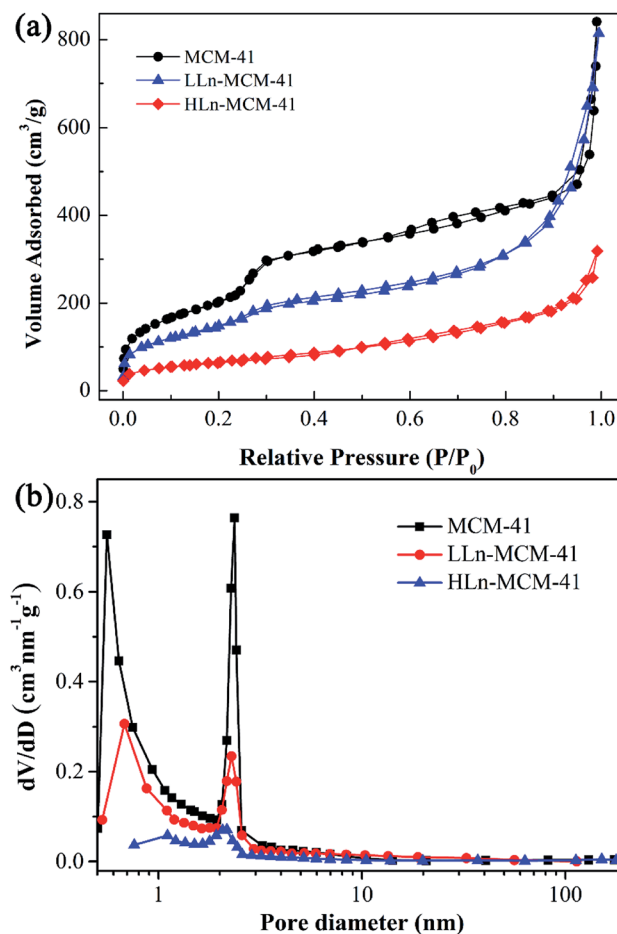 (a)
800
600
400
200
0
Volume Adsorbed (cm³/g)
MCM-41
LLn-MCM-41
HLn-MCM-41
0.0 0.2 0.4 0.6 0.8 1.0
Relative Pressure (P/P₀)
(b)
0.8
0.6
0.4
0.2
0.0
dV/dD (cm³nm⁻¹g⁻¹)
MCM-41
LLn-MCM-41
HLn-MCM-41
1 10 100
Pore diameter (nm)